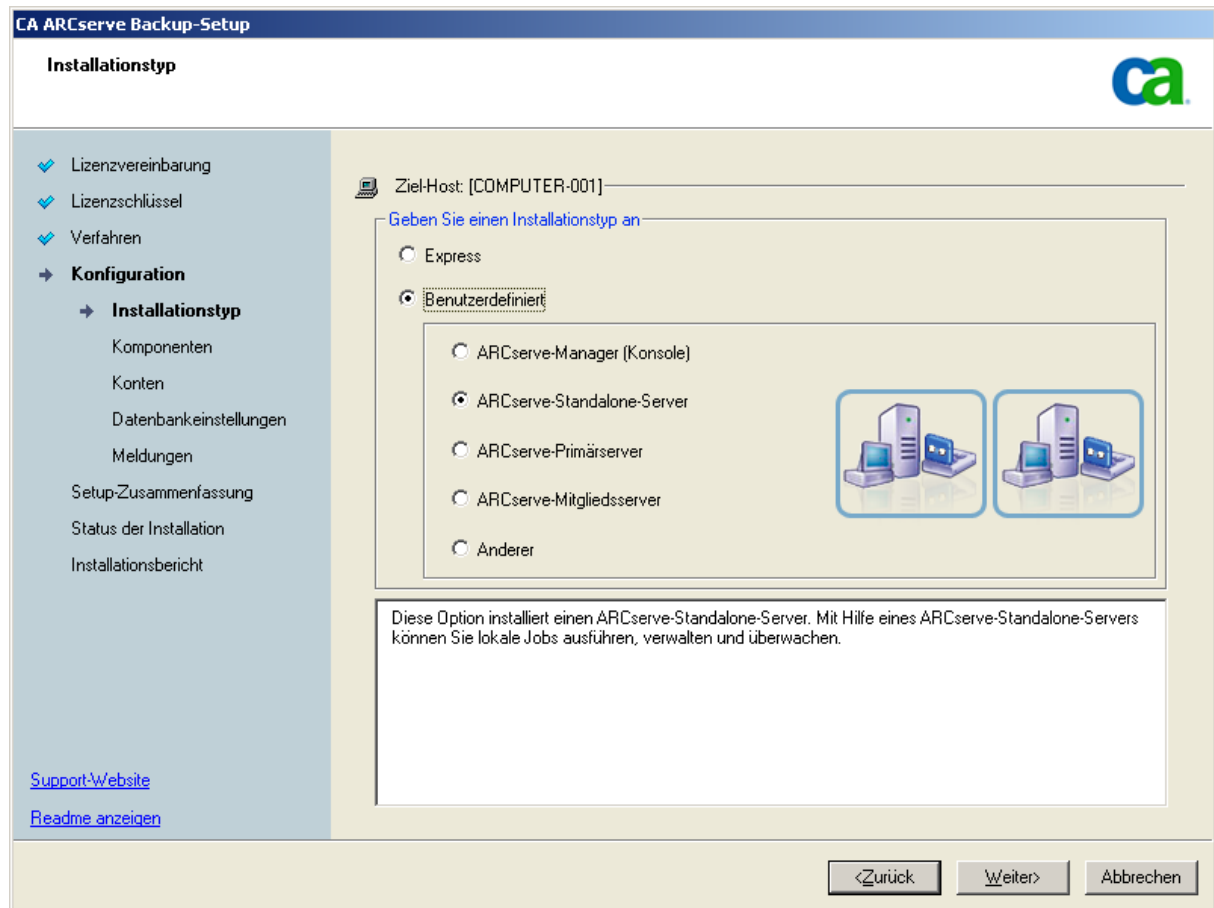 CA ARCserve Backup-Setup
Installationstyp
ca
Lizenzvereinbarung
Lizenzschlüssel
Verfahren
Konfiguration
Installationstyp
Komponenten
Konten
Datenbankeinstellungen
Meldungen
Setup-Zusammenfassung
Status der Installation
Installationsbericht
Support-Website
Readme anzeigen
Ziel-Host: [COMPUTER-001]
Geben Sie einen Installationstyp an
Express
Benutzerdefiniert
ARCserve-Manager (Konsole)
ARCserve-Standalone-Server
ARCserve-Primärserver
ARCserve-Mitgliedsserver
Anderer
Diese Option installiert einen ARCserve-Standalone-Server. Mit Hilfe eines ARCserve-Standalone-Servers
können Sie lokale Jobs ausführen, verwalten und überwachen.
<Zurück
Weiter>
Abbrechen